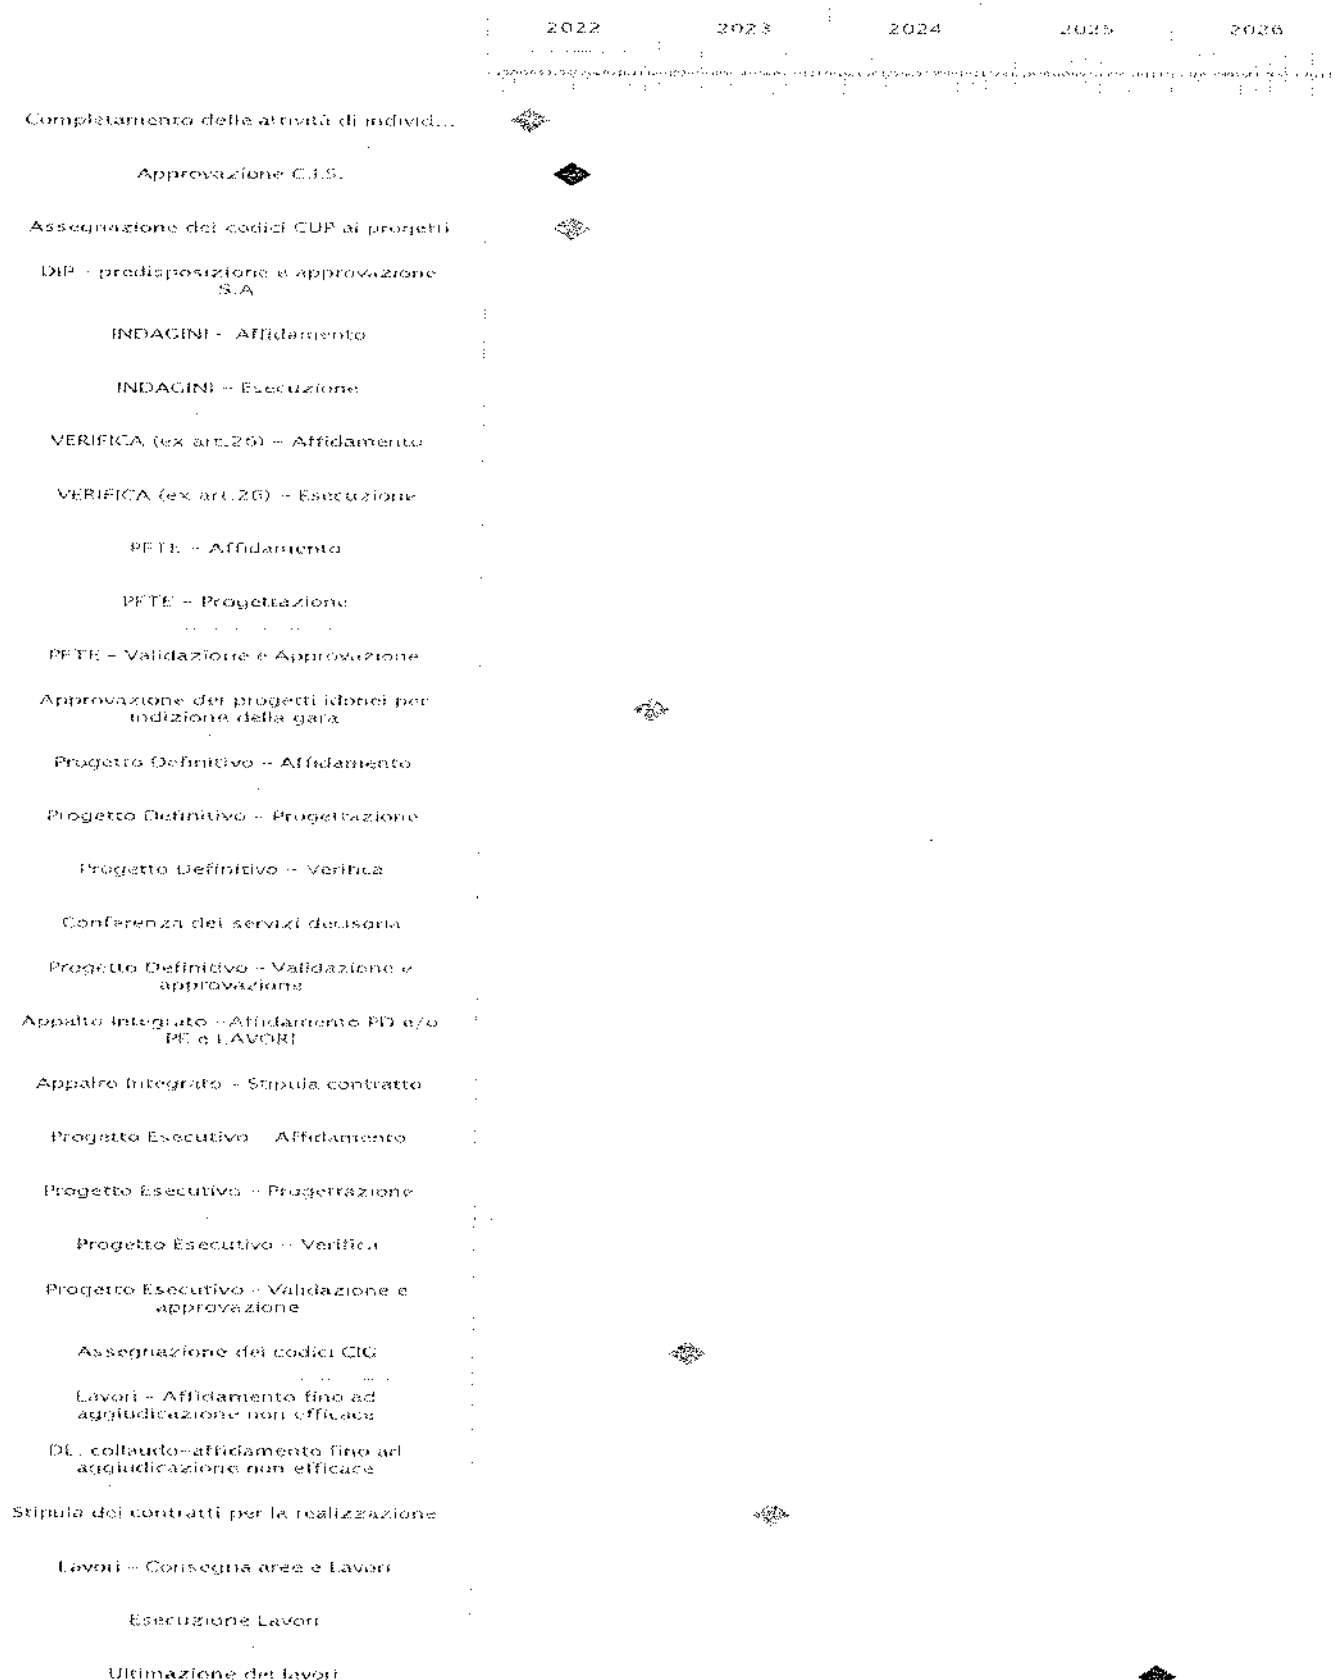 2022 2023 2024 2025 2026
Completamento delle attività di individ...
Approvazione C.I.S.
Assegnazione dei codici CUP ai progetti
DIP - predisposizione e approvazione
S.A
INDAGINI - Affidamento
INDAGINI - Esecuzione
VERIFICA (ex art.26) - Affidamento
VERIFICA (ex art.26) - Esecuzione
PFTE - Affidamento
PFTE - Progettazione
PFTE - Validazione e Approvazione
Approvazione dei progetti idonei per
indizione della gara
Progetto Definitivo - Affidamento
Progetto Definitivo - Progettazione
Progetto Definitivo - Verifica
Conferenza dei servizi decisoria
Progetto Definitivo - Validazione e
approvazione
Appalto Integrato - Affidamento PD e/o
PE e LAVORI
Appalto Integrato - Stipula contratto
Progetto Esecutivo - Affidamento
Progetto Esecutivo - Progettazione
Progetto Esecutivo - Verifica
Progetto Esecutivo - Validazione e
approvazione
Assegnazione dei codici CIG
Lavori - Affidamento fino ad
aggiudicazione non efficace
DL, collaudo-affidamento fino ad
aggiudicazione non efficace
Stipula dei contratti per la realizzazione
Lavori - Consegna aree e Lavori
Esecuzione Lavori
Ultimazione dei lavori